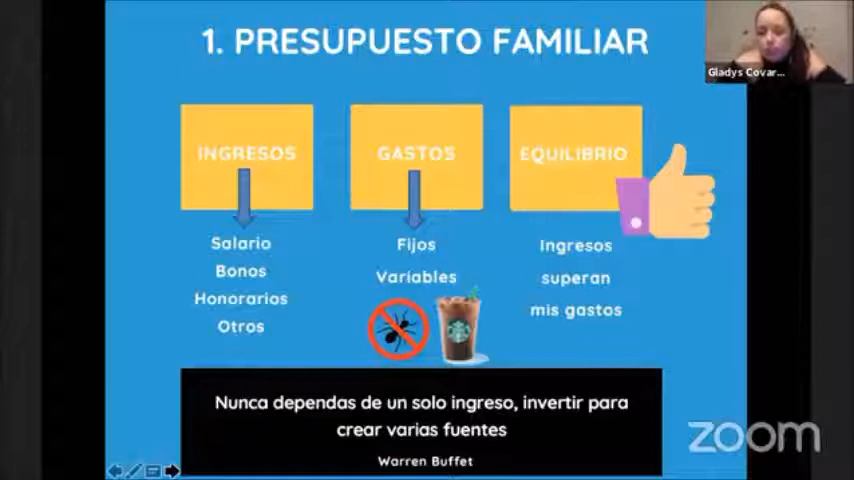 1. PRESUPUESTO FAMILIAR
Gladys Covar...
INGRESOS
GASTOS
EQUILIBRIO
Salario
Bonos
Honorarios
Otros
Fijos
Variables
Ingresos
superan
mis gastos
Nunca dependas de un solo ingreso, invertir para
crear varias fuentes
Warren Buffet
zoom